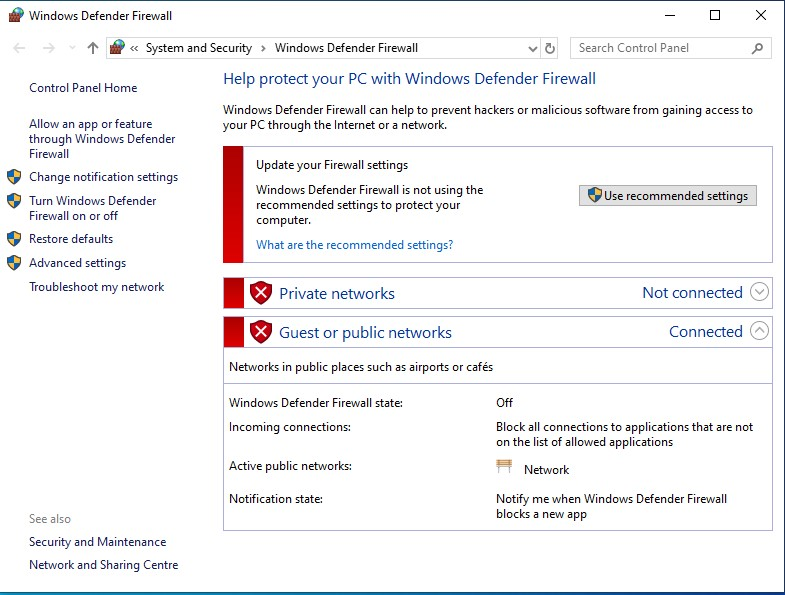 Windows Defender Firewall
« System and Security › Windows Defender Firewall
Search Control Panel
Control Panel Home
Allow an app or feature
through Windows Defender
Firewall
Change notification settings
Turn Windows Defender
Firewall on or off
Restore defaults
Advanced settings
Troubleshoot my network
See also
Security and Maintenance
Network and Sharing Centre
Help protect your PC with Windows Defender Firewall
Windows Defender Firewall can help to prevent hackers or malicious software from gaining access to
your PC through the Internet or a network.
Update your Firewall settings
Windows Defender Firewall is not using the
recommended settings to protect your
computer.
What are the recommended settings?
Use recommended settings
Private networks Not connected
Guest or public networks Connected
Networks in public places such as airports or cafés
Windows Defender Firewall state: Off
Incoming connections: Block all connections to applications that are not
on the list of allowed applications
Active public networks: Network
Notification state: Notify me when Windows Defender Firewall
blocks a new app